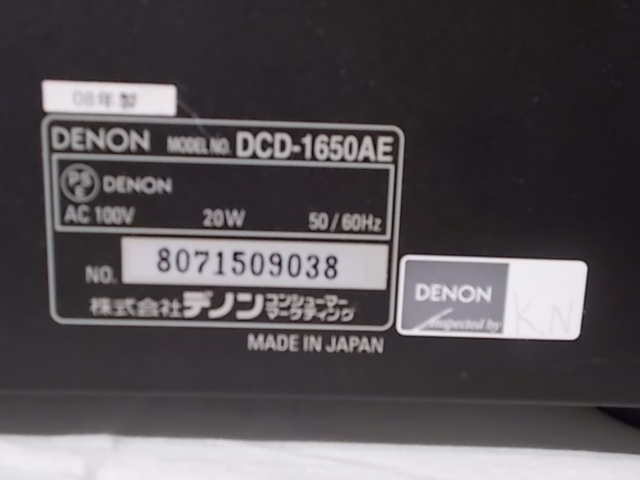 08年製
DENON MODEL NO. DCD-1650AE
PS
E
DENON
AC 100V 20W 50/60Hz
NO. 8071509038
株式会社デノンコンシューマーマーケティング
MADE IN JAPAN
DENON
Inspected by KN